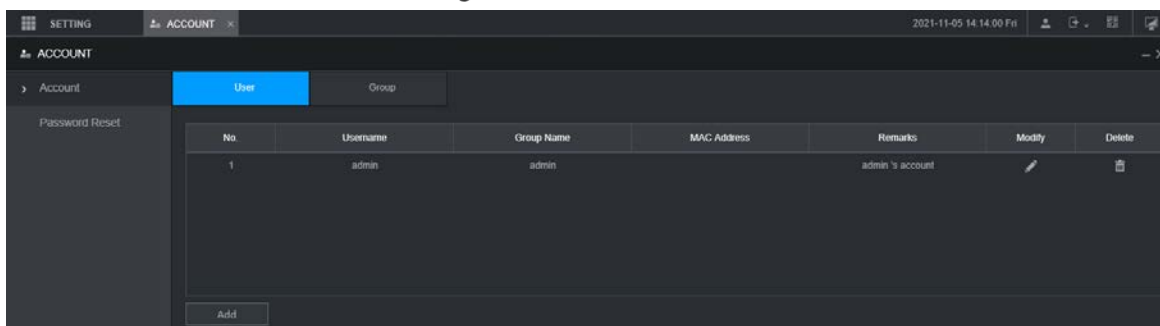 SETTING ACCOUNT × 2021-11-05 14:14:00 Fri
ACCOUNT
Account User Group
Password Reset
No. Username Group Name MAC Address Remarks Modify Delete
1 admin admin admin 's account
Add